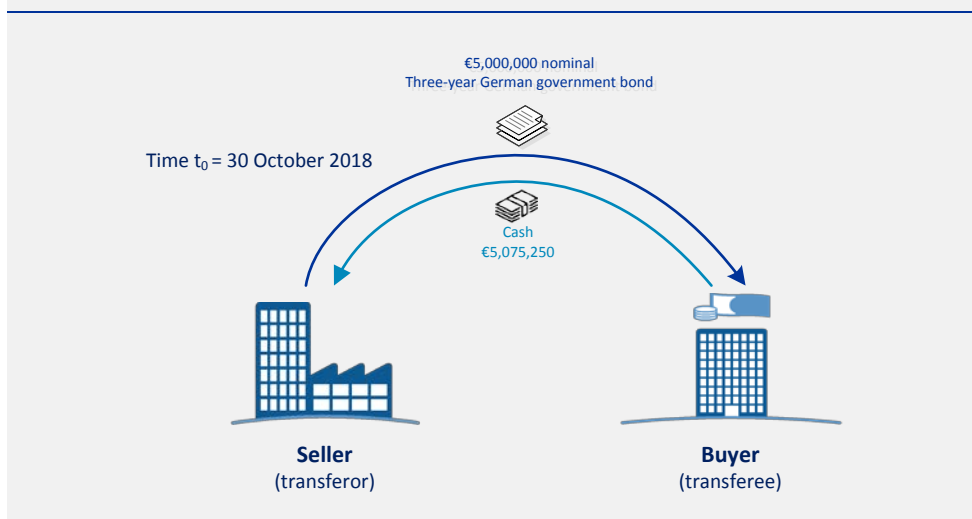 €5,000,000 nominal
Three-year German government bond
Time t₀ = 30 October 2018
Cash
€5,075,250
Seller
(transferor)
Buyer
(transferee)